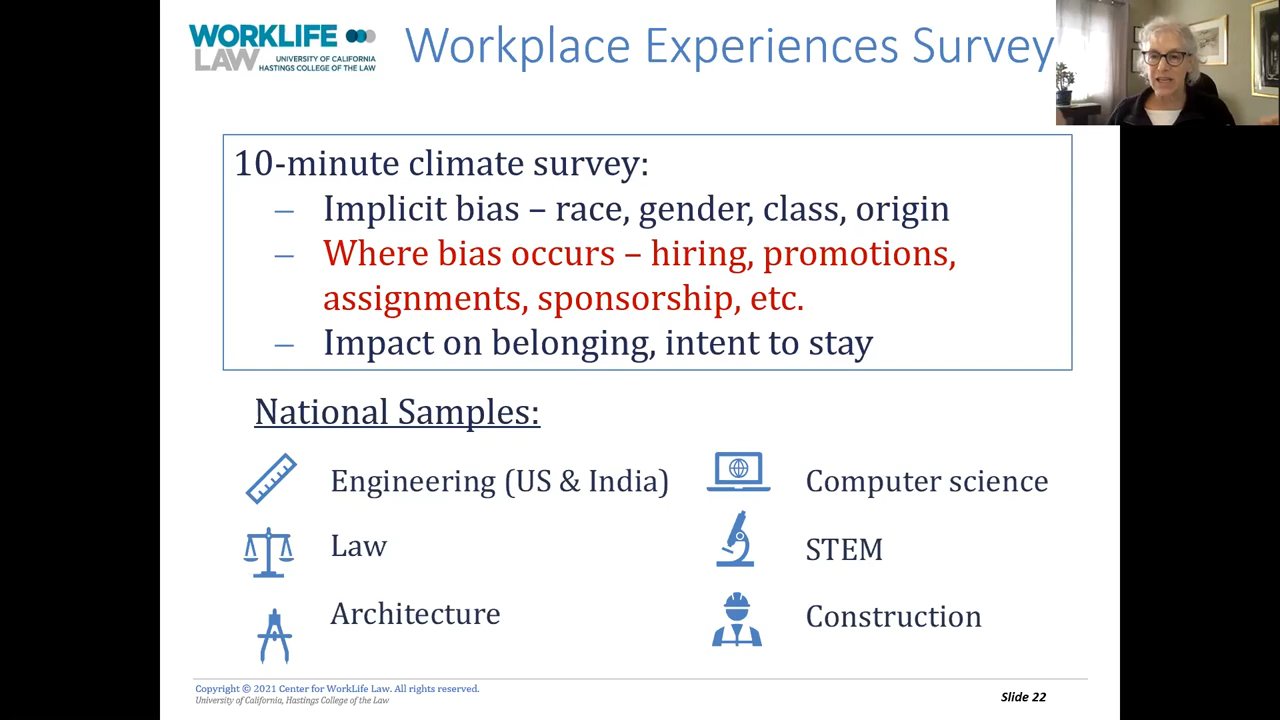 WORKLIFE
LAW
UNIVERSITY OF CALIFORNIA
HASTINGS COLLEGE OF THE LAW
Workplace Experiences Survey
10-minute climate survey:
– Implicit bias – race, gender, class, origin
– Where bias occurs – hiring, promotions,
assignments, sponsorship, etc.
– Impact on belonging, intent to stay
National Samples:
Engineering (US & India)
Computer science
Law
STEM
Architecture
Construction
Copyright © 2021 Center for WorkLife Law. All rights reserved.
University of California, Hastings College of the Law
Slide 22